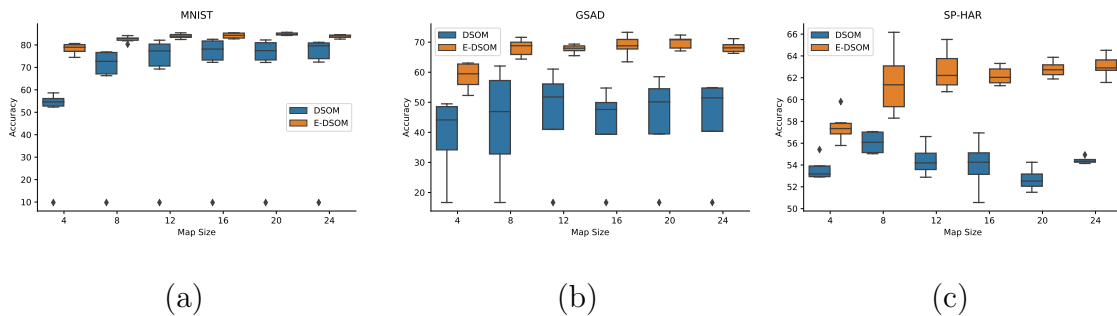 MNIST
Accuracy
80
70
60
50
40
30
20
10
DSOM
E-DSOM
4
8
12
16
20
24
Map Size
(a)
GSAD
Accuracy
70
60
50
40
30
20
DSOM
E-DSOM
4
8
12
16
20
24
Map Size
(b)
SP-HAR
Accuracy
66
64
62
60
58
56
54
52
50
DSOM
E-DSOM
4
8
12
16
20
24
Map Size
(c)